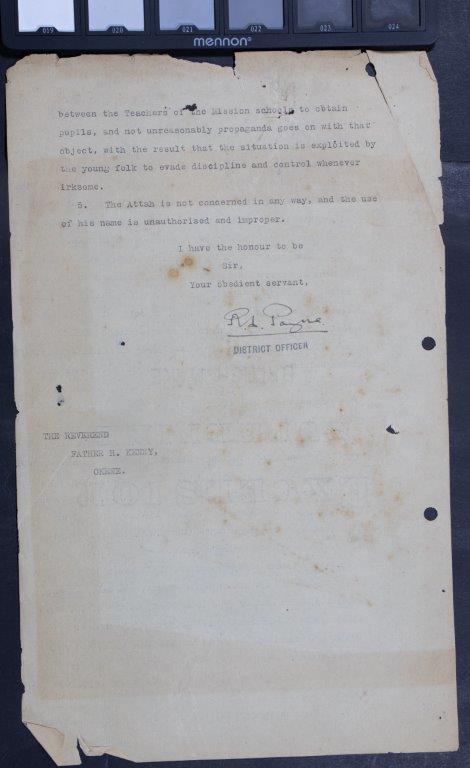 019 020 021 022 023 024
mennon
between the Teachers of the Mission schools to obtain
pupils, and not unreasonably propaganda goes on with that
object, with the result that the situation is exploited by
the young folk to evade discipline and control whenever
irksome.
5. The Attah is not concerned in any way, and the use
of his name is unauthorised and improper.
I have the honour to be
Sir,
Your obedient servant,
Payne
DISTRICT OFFICER
THE REVEREND
FATHER H. KENNY,
OKENE.